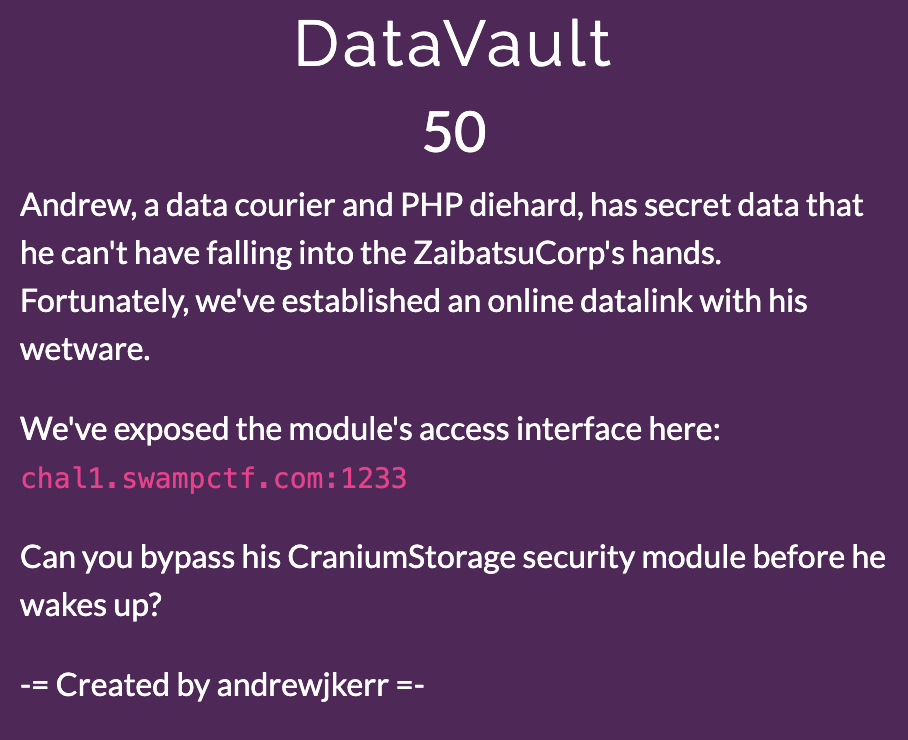 DataVault
50
Andrew, a data courier and PHP diehard, has secret data that
he can't have falling into the ZaibatsuCorp's hands.
Fortunately, we've established an online datalink with his
wetware.
We've exposed the module's access interface here:
chal1.swampctf.com:1233
Can you bypass his CraniumStorage security module before he
wakes up?
-= Created by andrewjkerr =-